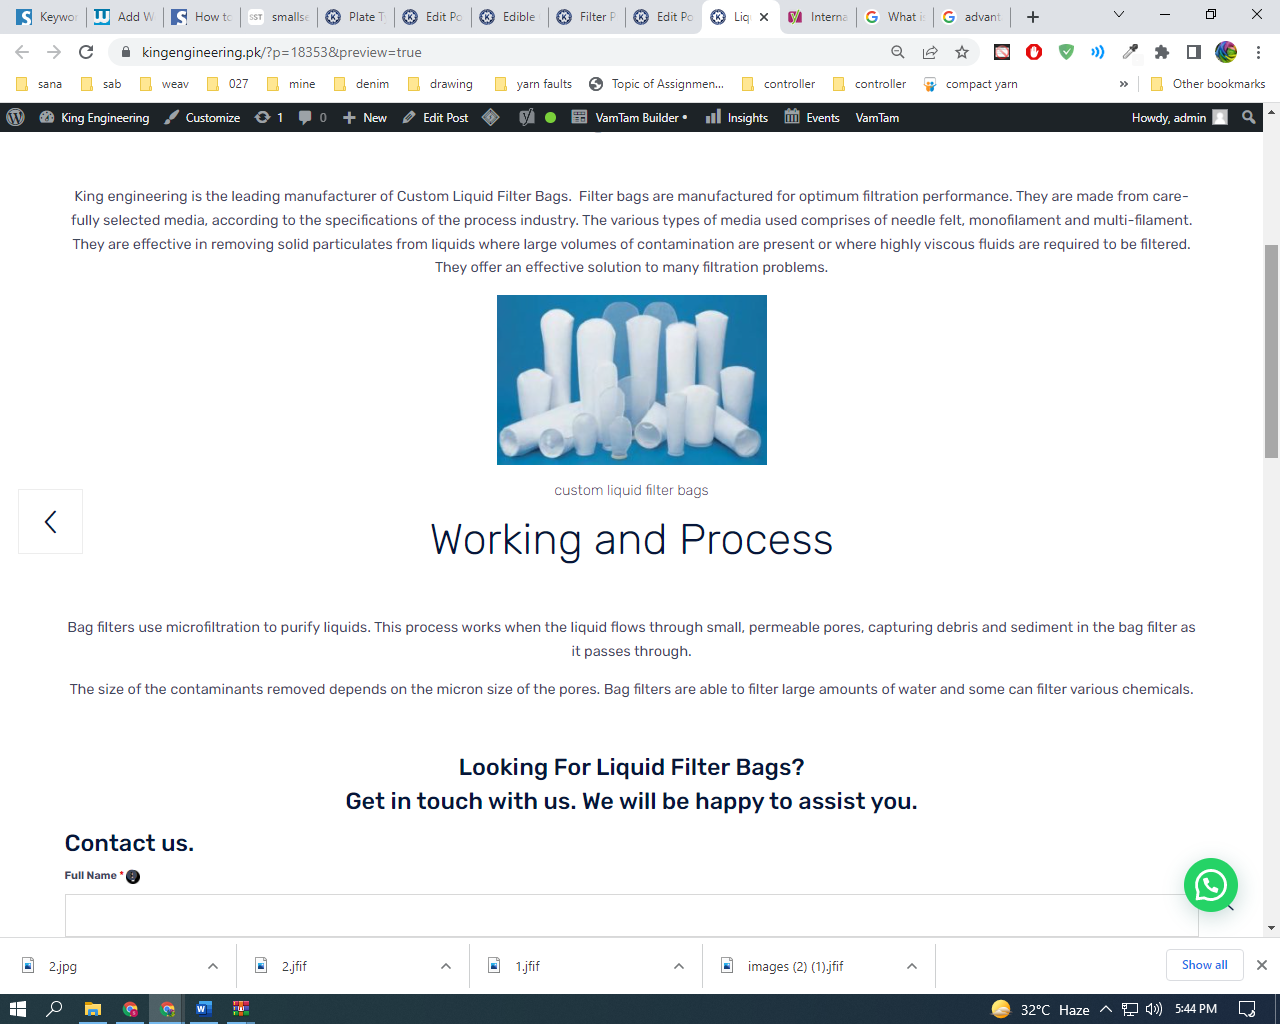 Keywor
Add W
How to
SST
smallse
Plate T
Edit Po
Edible
Filter P
Edit Po
Liq
Interna
What is
advant
kingengineering.pk/?p=18353&preview=true
sana
sab
weav
027
mine
denim
drawing
yarn faults
Topic of Assignmen...
controller
controller
compact yarn
»
Other bookmarks
King Engineering
Customize
1
0
New
Edit Post
VamTam Builder
Insights
Events
VamTam
Howdy, admin
King engineering is the leading manufacturer of Custom Liquid Filter Bags.  Filter bags are manufactured for optimum filtration performance. They are made from care-
fully selected media, according to the specifications of the process industry. The various types of media used comprises of needle felt, monofilament and multi-filament.
They are effective in removing solid particulates from liquids where large volumes of contamination are present or where highly viscous fluids are required to be filtered.
They offer an effective solution to many filtration problems.
custom liquid filter bags
Working and Process
Bag filters use microfiltration to purify liquids. This process works when the liquid flows through small, permeable pores, capturing debris and sediment in the bag filter as
it passes through.
The size of the contaminants removed depends on the micron size of the pores. Bag filters are able to filter large amounts of water and some can filter various chemicals.
Looking For Liquid Filter Bags?
Get in touch with us. We will be happy to assist you.
Contact us.
Full Name *
2.jpg
2.jfif
1.jfif
images (2) (1).jfif
Show all
32°C Haze
5:44 PM